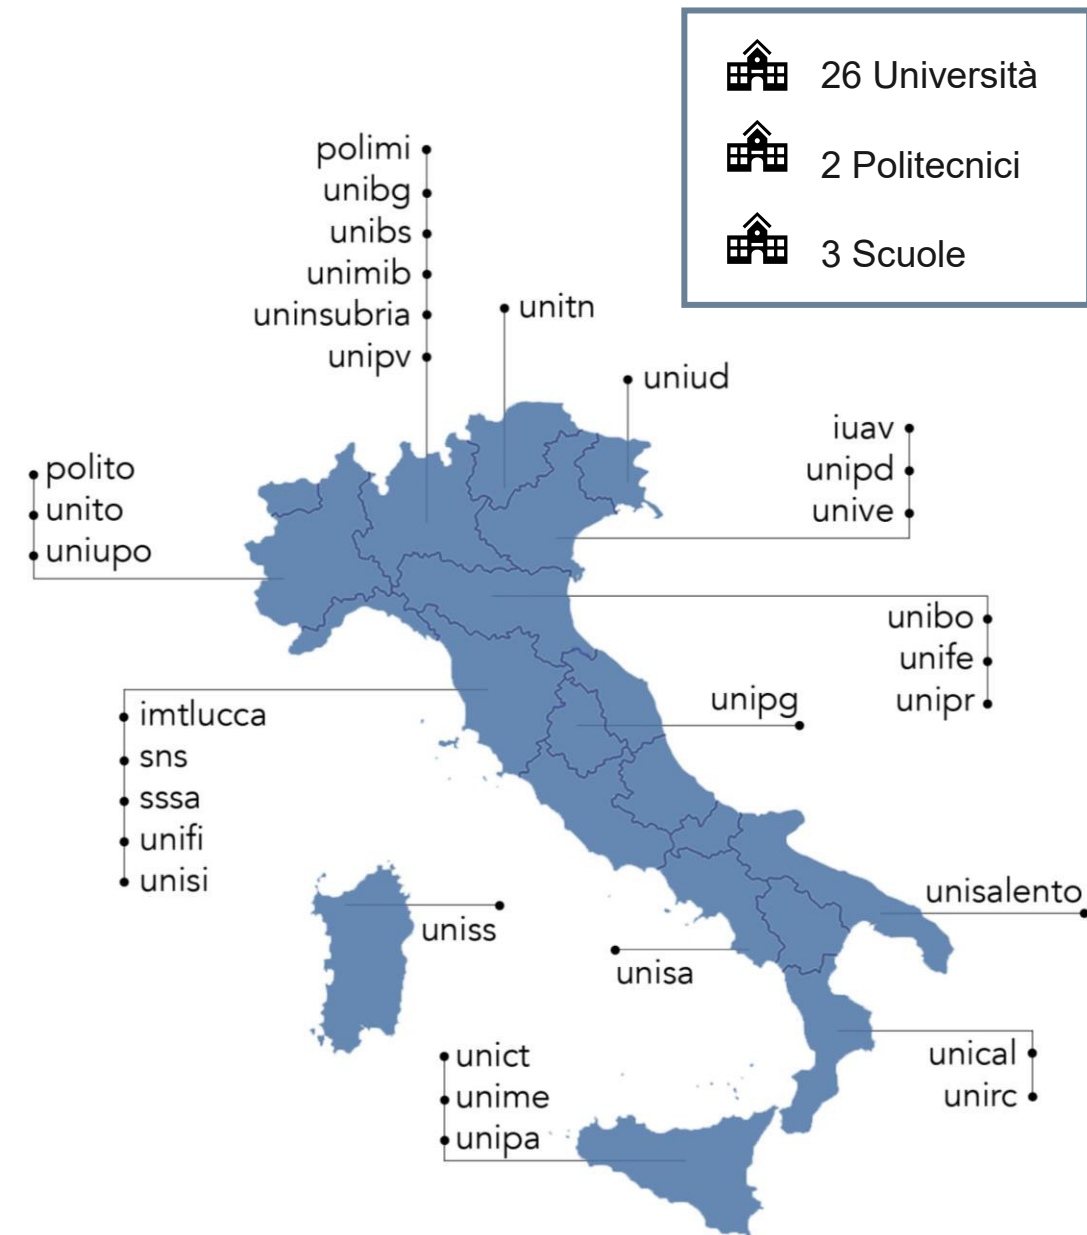 26 Università
2 Politecnici
3 Scuole
polimi
unibg
unibs
unimib
uninsubria
unipv
unitn
uniud
iuav
unipd
unive
polito
unito
uniupo
unibo
unife
unipr
unipg
imtlucca
sns
sssa
unifi
unisi
uniss
unisalento
unisa
unical
unirc
unict
unime
unipa